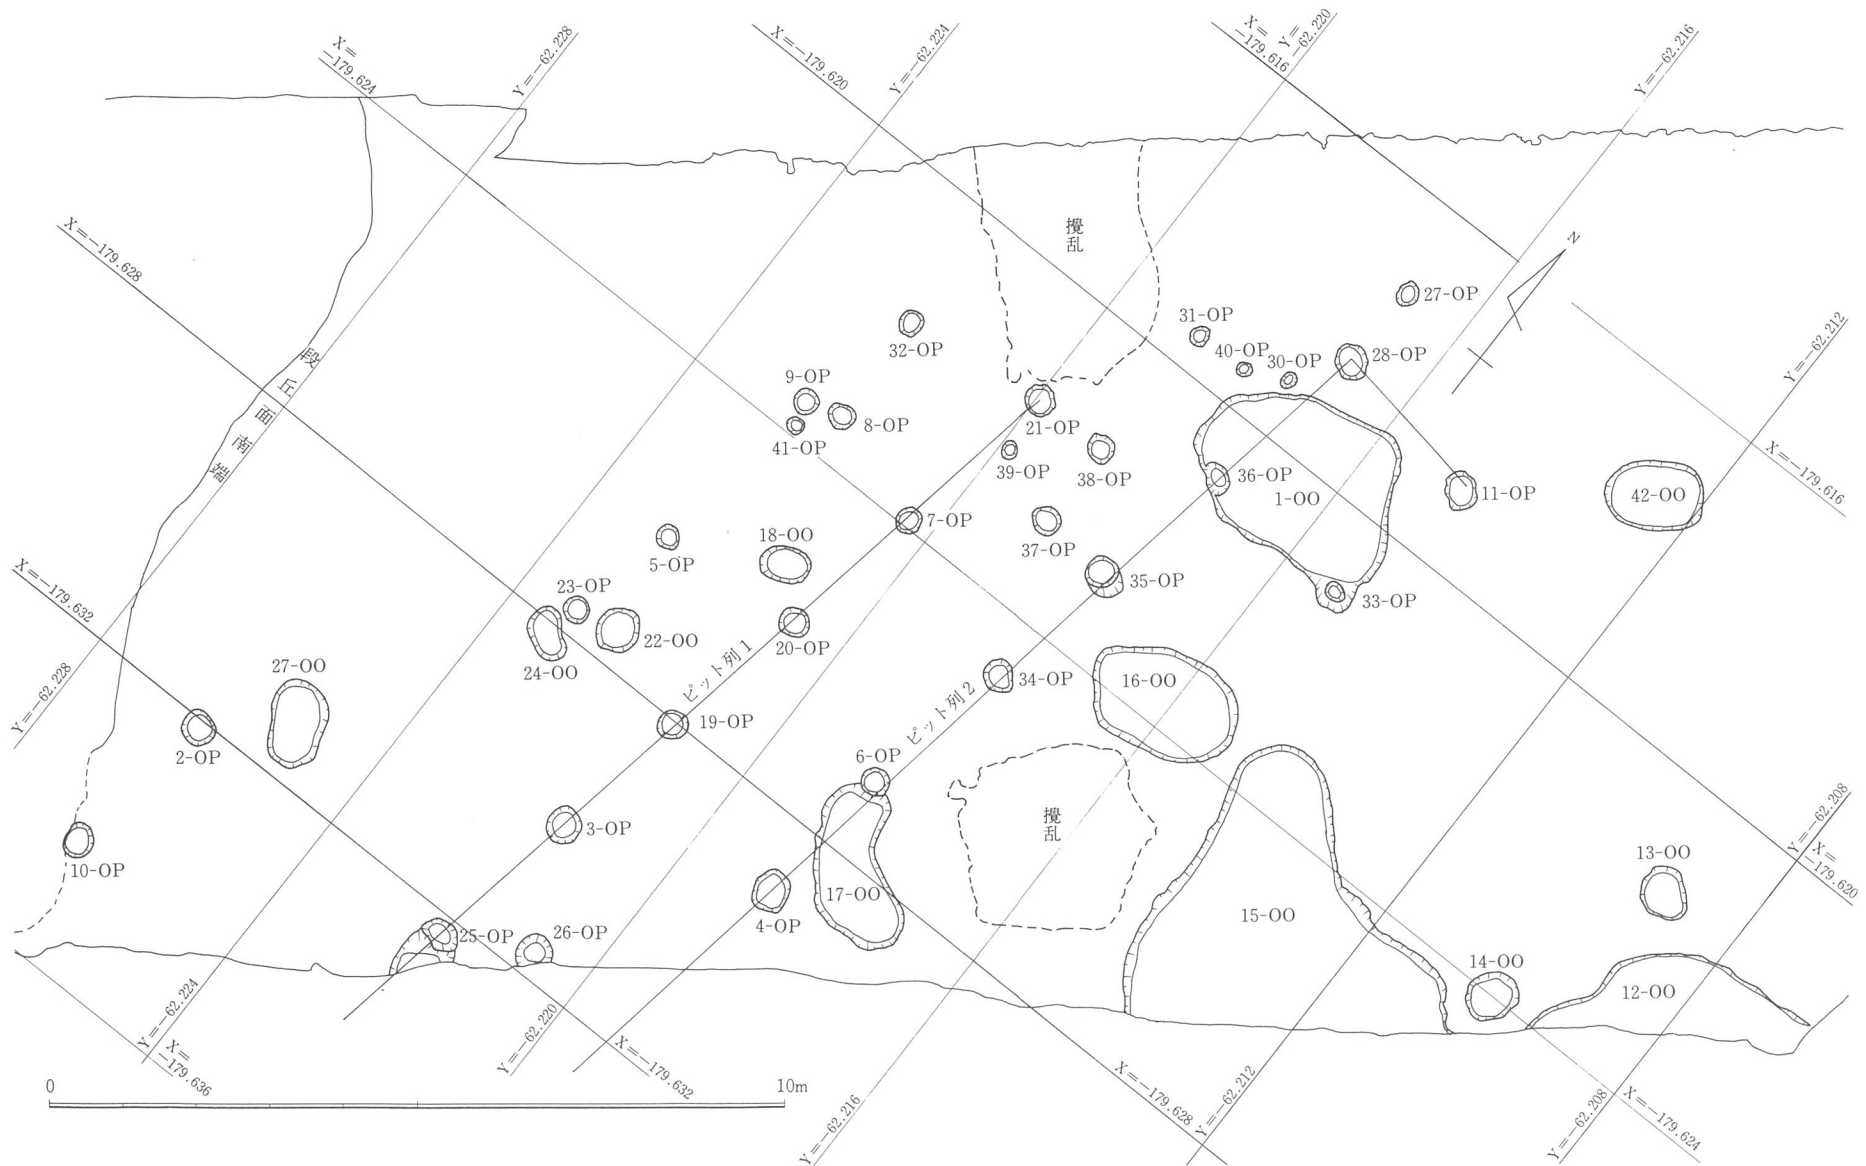 X=
-179.624
Y=-62.228
X=-179.620
Y=-62.224
X=
-179.616
Y=
-62.220
Y=-62.216
X=-179.628
攪乱
N
27-OP
31-OP
32-OP
40-OP
30-OP
28-OP
Y=-62.212
段丘面南端
9-OP
8-OP
41-OP
21-OP
39-OP
38-OP
36-OP
1-OO
11-OP
42-OO
X=-179.616
7-OP
37-OP
5-OP
18-OO
35-OP
33-OP
23-OP
22-OO
24-OO
20-OP
X=-179.632
Y=-62.228
27-OO
2-OP
ピット列1
19-OP
34-OP
16-OO
ピット列2
6-OP
3-OP
攪乱
10-OP
17-OO
4-OP
15-OO
13-OO
Y=-62.208
X=
-179.620
25-OP
26-OP
14-OO
12-OO
Y=-62.224
X=
-179.636
Y=-62.220
X=-179.632
Y=-62.216
X=-179.628
Y=-62.212
Y=-62.208
X=-179.624
0
10m